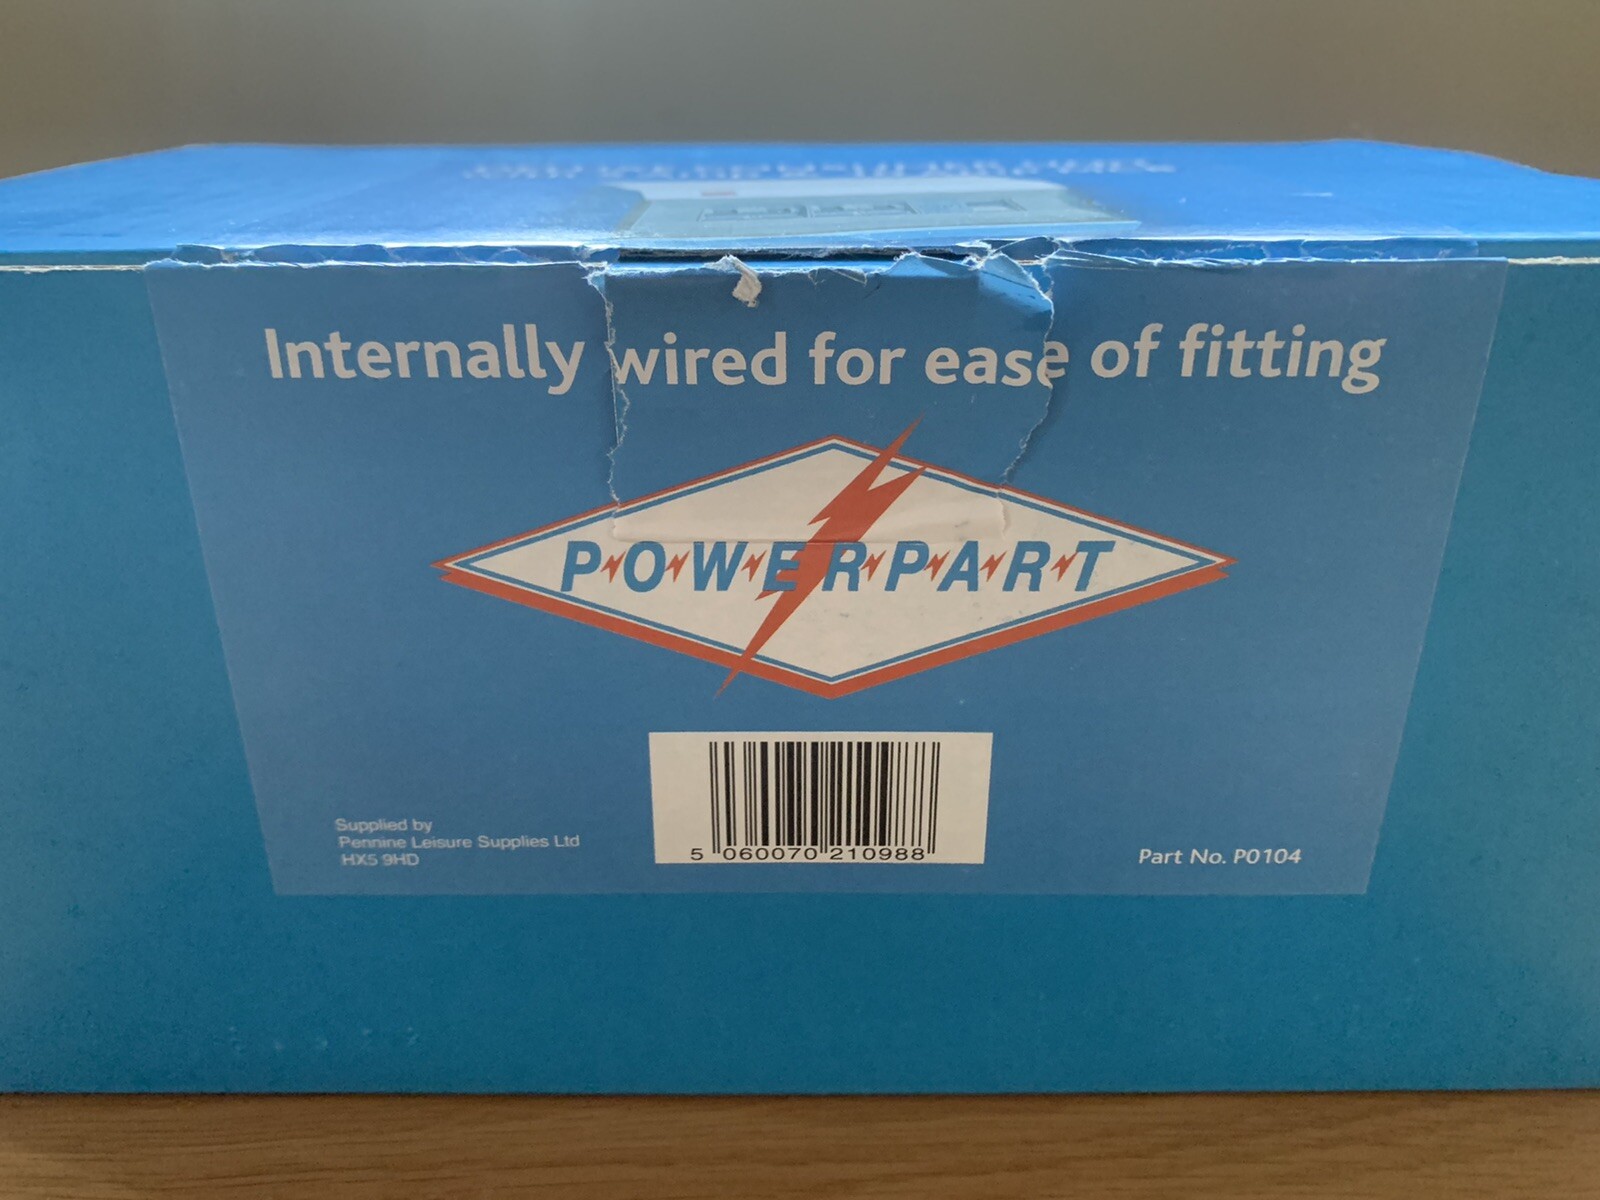 Internally wired for ease of fitting
POWERPART
5 060070 210988
Supplied by
Pennine Leisure Supplies Ltd
HX5 9HD
Part No. P0104